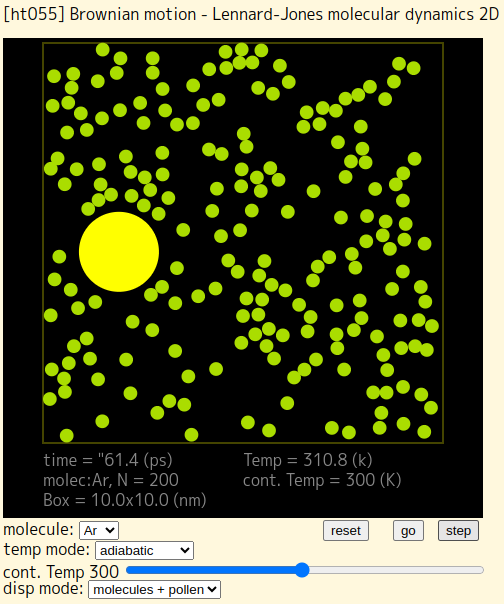 [ht055] Brownian motion - Lennard-Jones molecular dynamics 2D
time = "61.4 (ps)
Temp = 310.8 (k)
molec:Ar, N = 200
cont. Temp = 300 (K)
Box = 10.0x10.0 (nm)
molecule: Ar
reset
go
step
temp mode: adiabatic
cont. Temp 300
disp mode: molecules + pollen